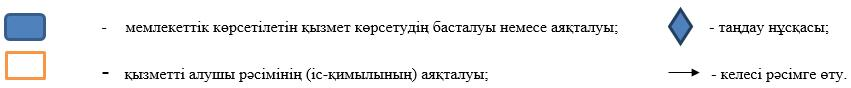 - мемлекеттік көрсетілетін қызмет көрсетудің басталуы немесе аяқталуы; - таңдау нұсқасы;
- қызметті алушы рәсімінің (іс-қимылының) аяқталуы; - келесі рәсімге өту.